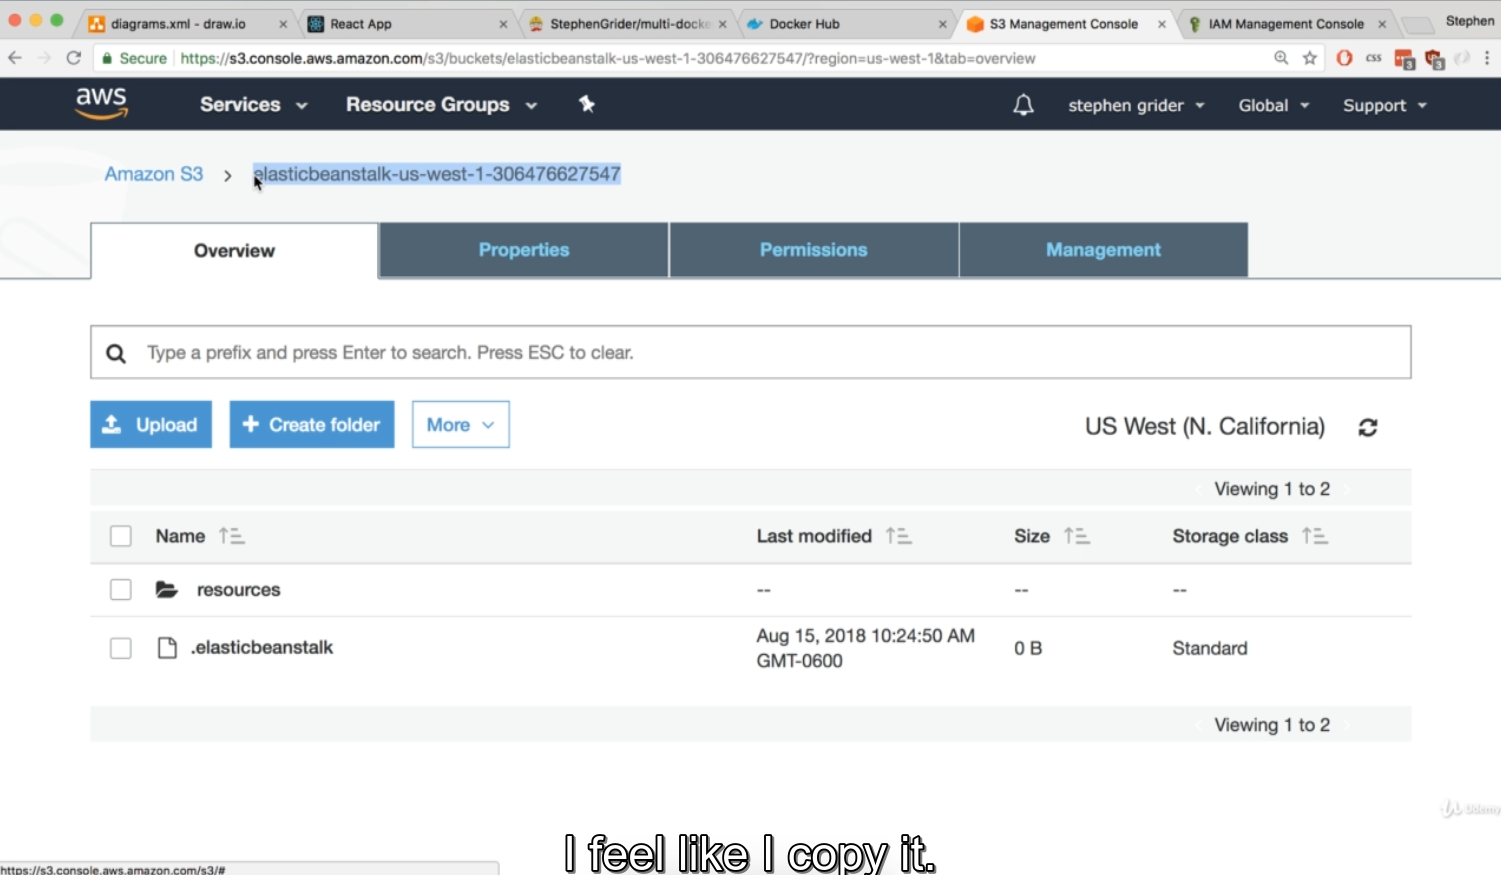 diagrams.xml - draw.io
React App
StephenGrider/multi-docke
Docker Hub
S3 Management Console
IAM Management Console
Stephen
Secure
https://s3.console.aws.amazon.com/s3/buckets/elasticbeanstalk-us-west-1-306476627547/?region=us-west-1&tab=overview
css
3
3
aws
Services
Resource Groups
stephen grider
Global
Support
Amazon S3 > elasticbeanstalk-us-west-1-306476627547
Overview
Properties
Permissions
Management
Type a prefix and press Enter to search. Press ESC to clear.
Upload
+ Create folder
More
US West (N. California)
Viewing 1 to 2
Name
Last modified
Size
Storage class
resources
--
--
--
.elasticbeanstalk
Aug 15, 2018 10:24:50 AM
GMT-0600
0 B
Standard
Viewing 1 to 2
Udemy
I feel like I copy it.
https://s3.console.aws.amazon.com/s3/#